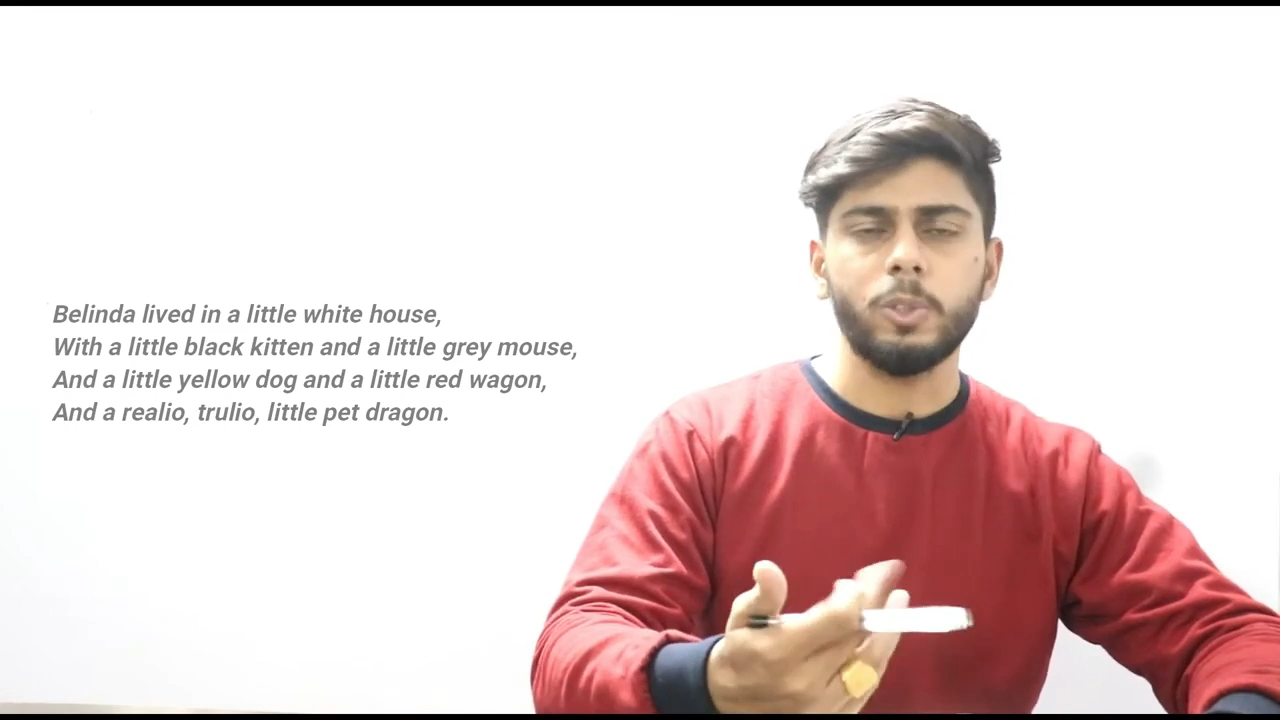 Belinda lived in a little white house,
With a little black kitten and a little grey mouse,
And a little yellow dog and a little red wagon,
And a realio, trulio, little pet dragon.